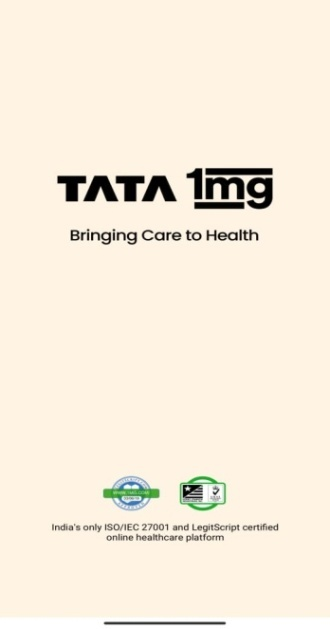 TATA 1mg
Bringing Care to Health
India's only ISO/IEC 27001 and LegitScript certified
online healthcare platform